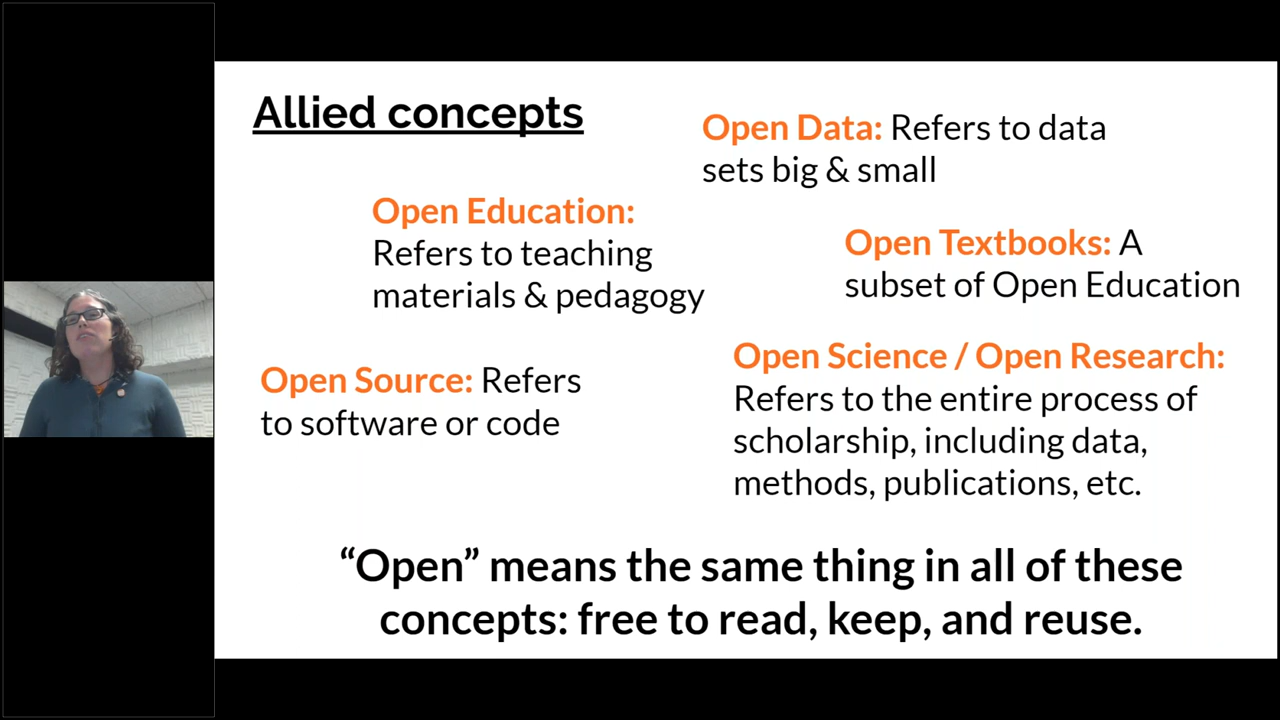 Allied concepts
Open Data: Refers to data
sets big & small
Open Education:
Refers to teaching
materials & pedagogy
Open Textbooks: A
subset of Open Education
Open Source: Refers
to software or code
Open Science / Open Research:
Refers to the entire process of
scholarship, including data,
methods, publications, etc.
“Open” means the same thing in all of these
concepts: free to read, keep, and reuse.